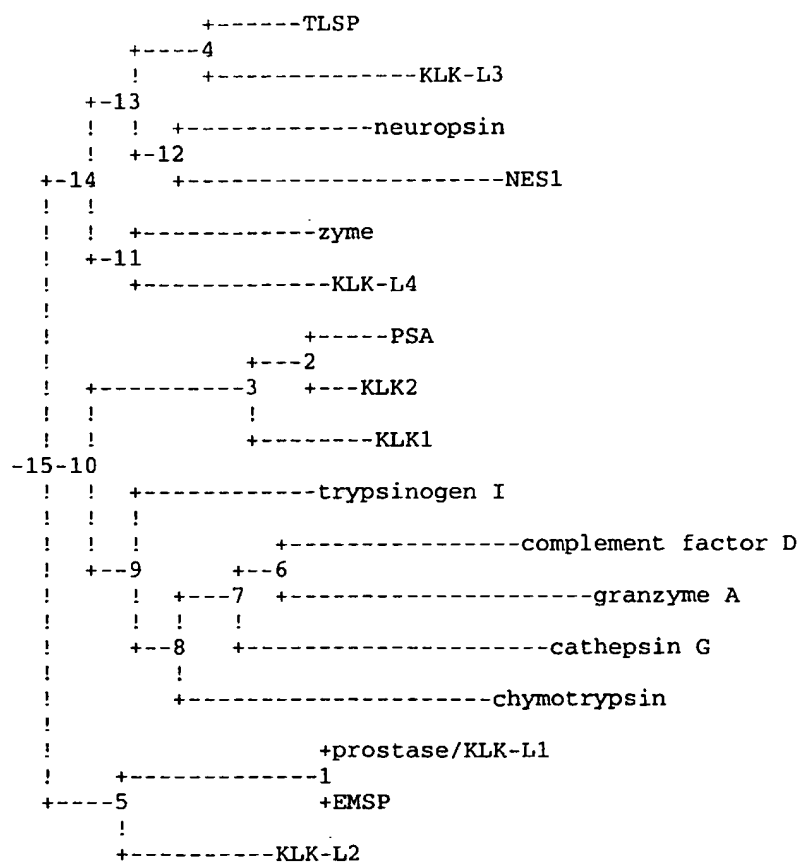 +------TLSP
+----4
! +-------------KLK-L3
+-13
! ! +------------neuropsin
! +-12
+-14 +--------------------NES1
! !
! ! +-----------zyme
! +-11
! +------------KLK-L4
!
! +-----PSA
! +---2
! +----------3 +---KLK2
! ! !
! ! +-------KLK1
-15-10
! ! +-----------trypsinogen I
! ! !
! ! ! +---------------complement factor D
! +--9 +--6
! ! +---7 +-------------------granzyme A
! ! ! !
! +--8 +-------------------cathepsin G
! !
! +-------------------chymotrypsin
!
! +prostase/KLK-L1
! +------------1
+----5 +EMSP
!
+----------KLK-L2